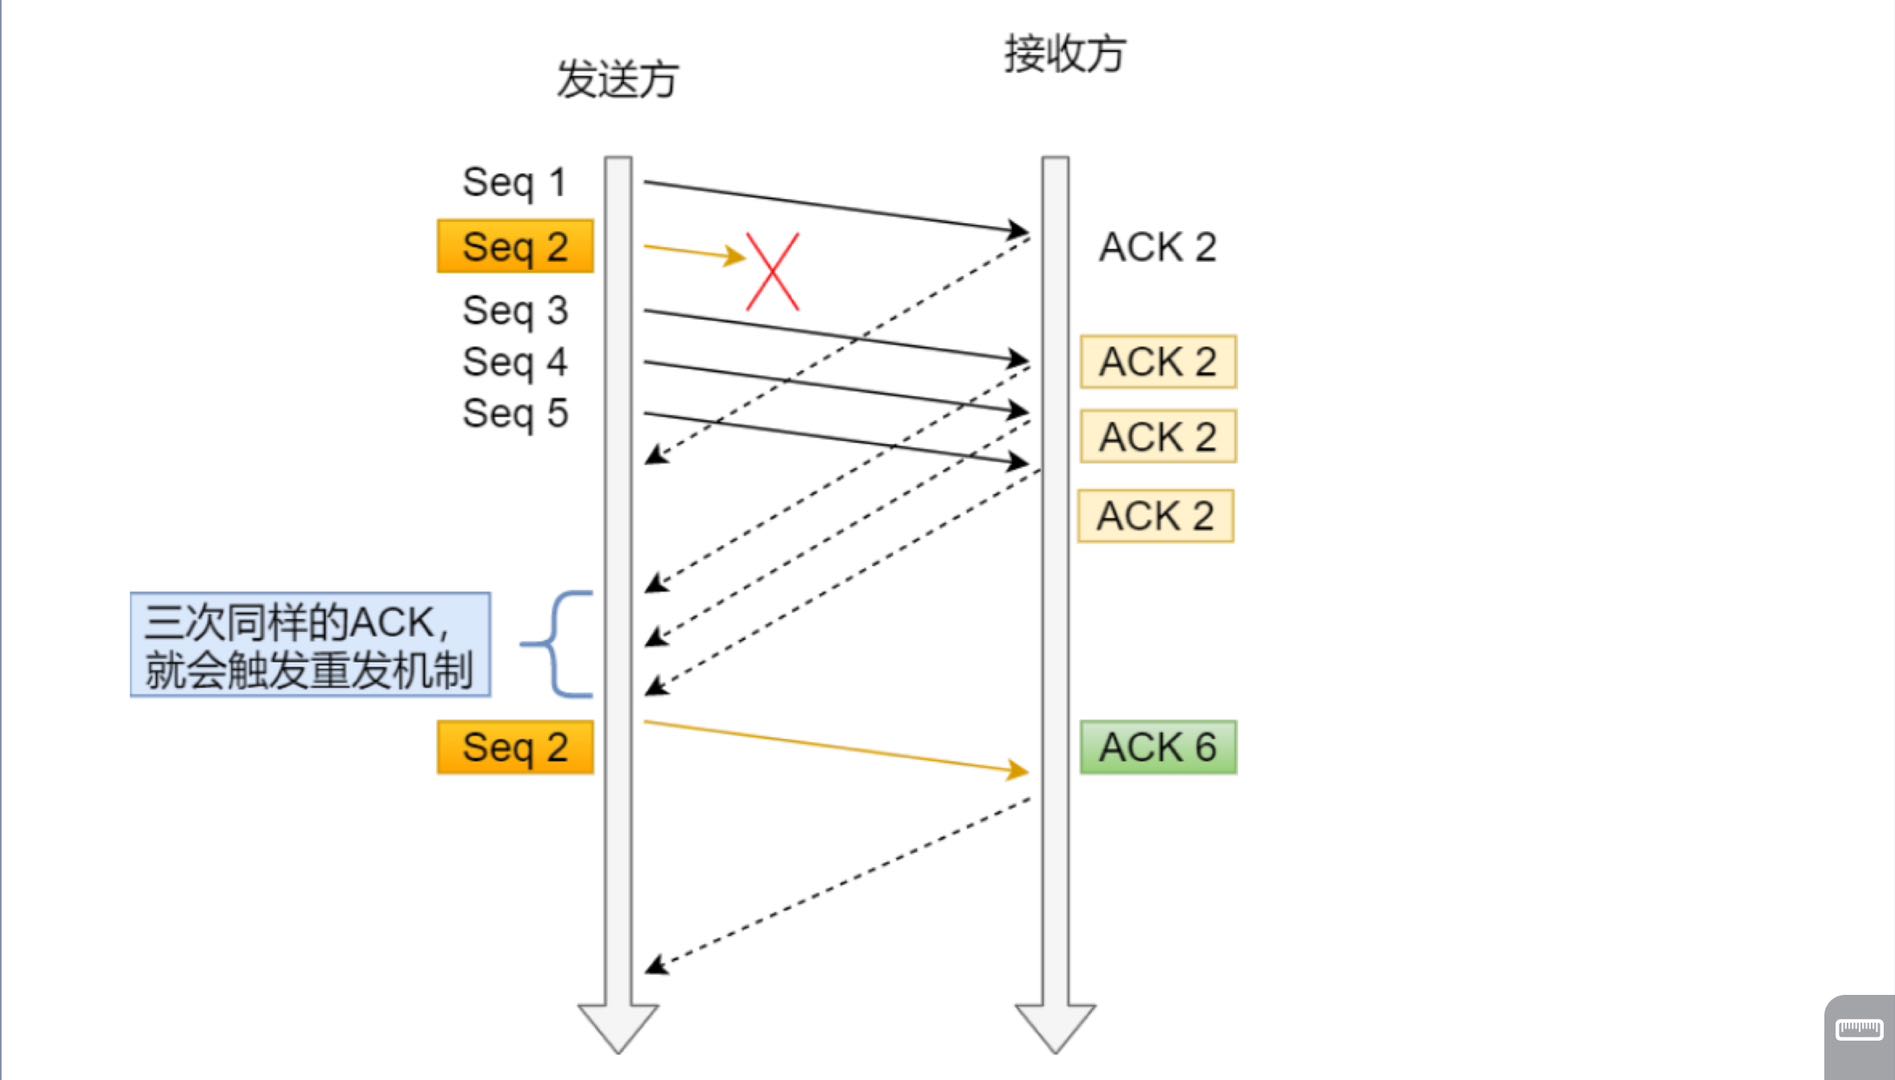 发送方
接收方
Seq 1
Seq 2
ACK 2
Seq 3
Seq 4
ACK 2
Seq 5
ACK 2
ACK 2
三次同样的ACK，
就会触发重发机制
Seq 2
ACK 6